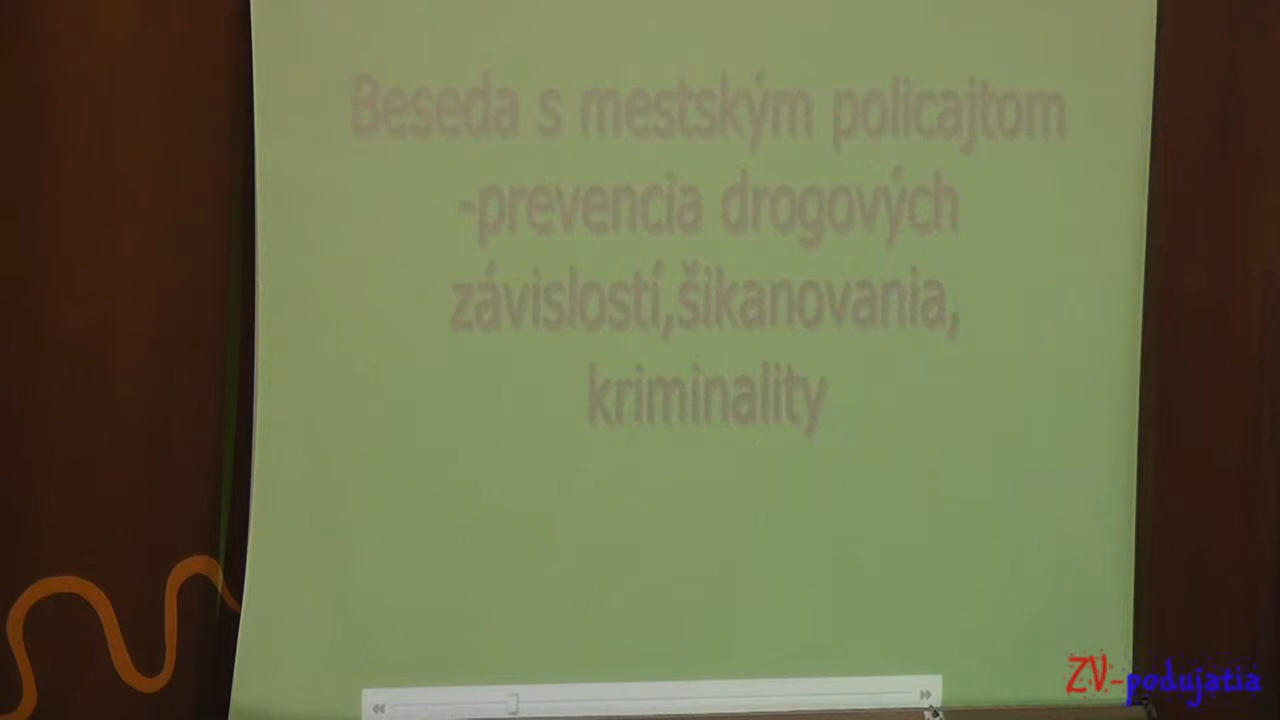 Beseda s mestským policajtom
-prevencia drogových
závislostí,šikanovania,
kriminality
ZV-podujatia